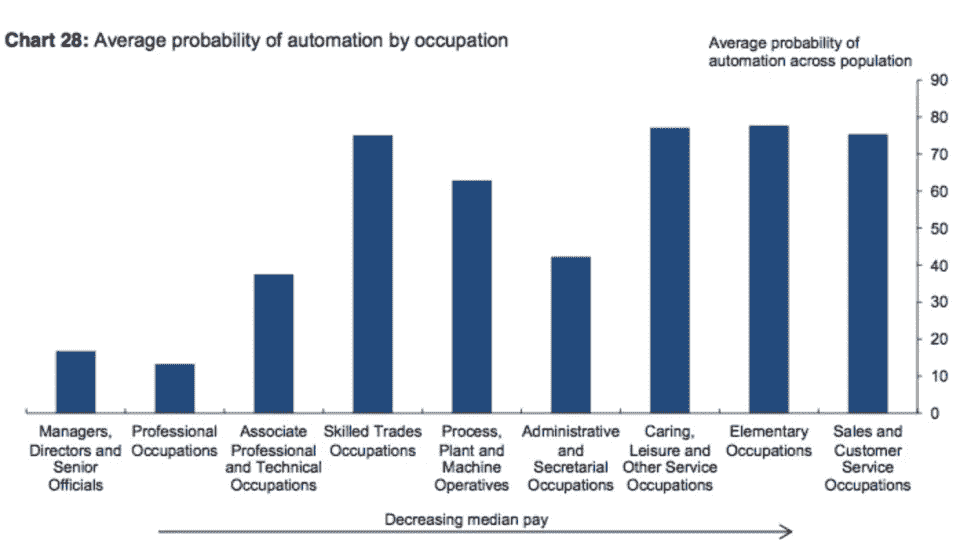 Chart 28: Average probability of automation by occupation
Average probability of
automation across population
90
80
70
60
50
40
30
20
10
0
Managers,
Directors and
Senior
Officials
Professional
Occupations
Associate
Professional
and Technical
Occupations
Skilled Trades
Occupations
Process,
Plant and
Machine
Operatives
Administrative
and
Secretarial
Occupations
Caring,
Leisure and
Other Service
Occupations
Elementary
Occupations
Sales and
Customer
Service
Occupations
Decreasing median pay